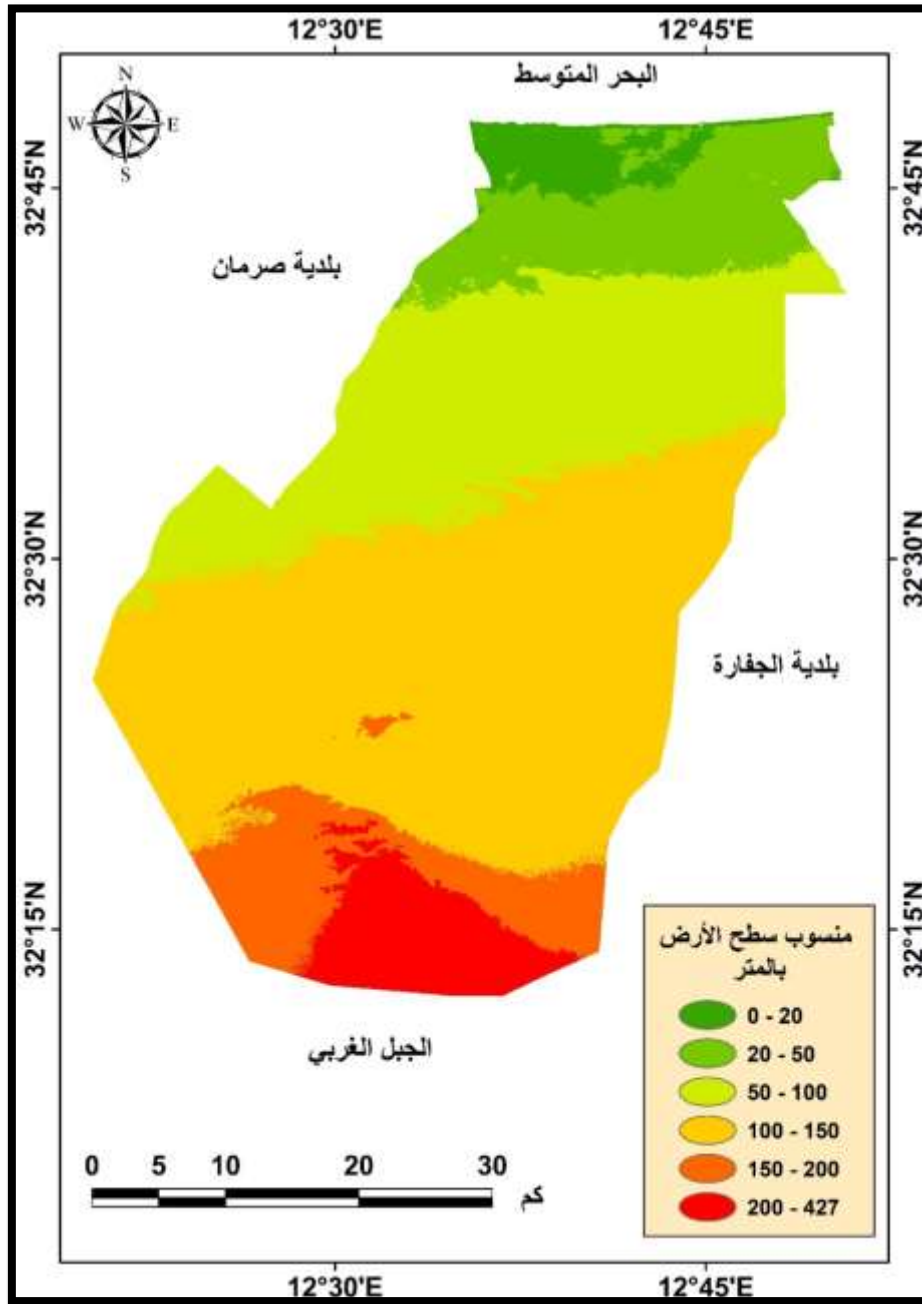 12°30'E 12°45'E
البحر المتوسط
N
W E
S
32°45'N 32°45'N
بلدية صرمان
32°30'N 32°30'N
بلدية الجفارة
32°15'N 32°15'N
منسوب سطح الأرض
بالمتر
0 - 20
20 - 50
50 - 100
100 - 150
150 - 200
200 - 427
الجبل الغربي
0 5 10 20 30
كم
12°30'E 12°45'E